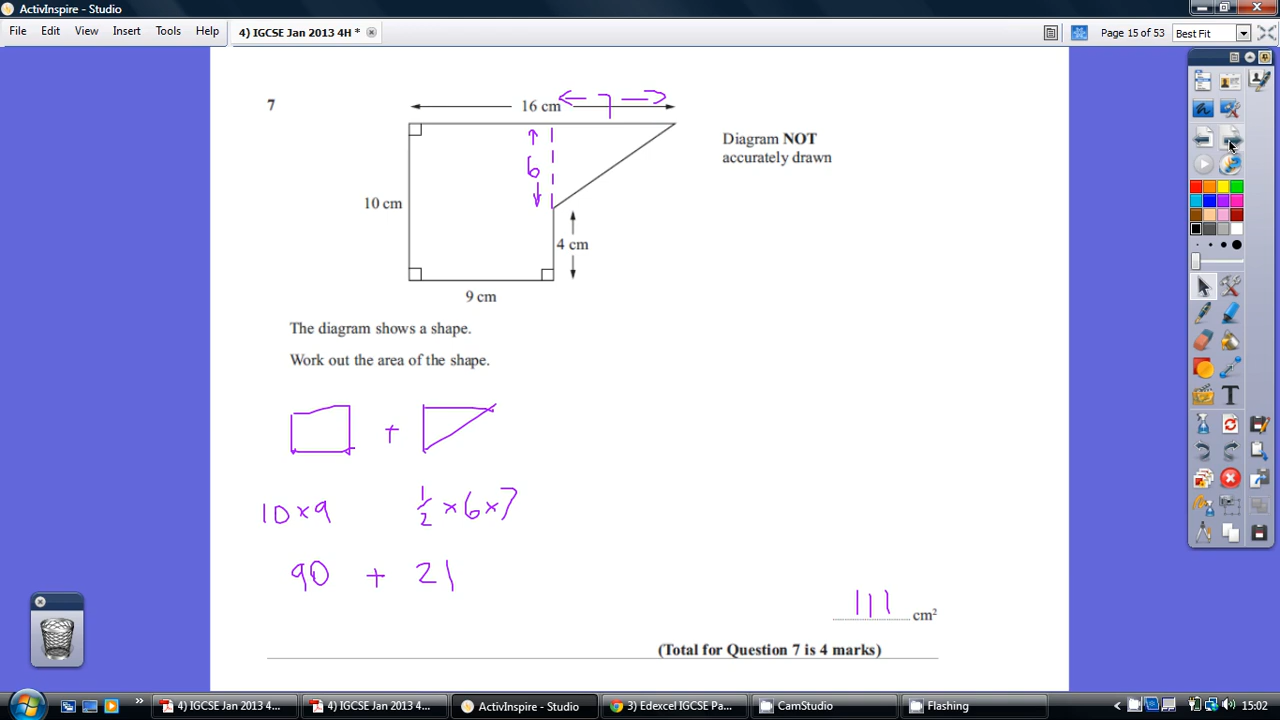 ActivInspire - Studio
File Edit View Insert Tools Help
4) IGCSE Jan 2013 4H *
Page 15 of 53
Best Fit
7
16 cm
7
Diagram NOT
accurately drawn
6
10 cm
4 cm
9 cm
The diagram shows a shape.
Work out the area of the shape.
+
10 × 9
1/2 × 6 × 7
90 + 21
111 cm²
(Total for Question 7 is 4 marks)
4) IGCSE Jan 2013 4...
4) IGCSE Jan 2013 4...
ActivInspire - Studio
3) Edexcel IGCSE Pa...
CamStudio
Flashing
15:02